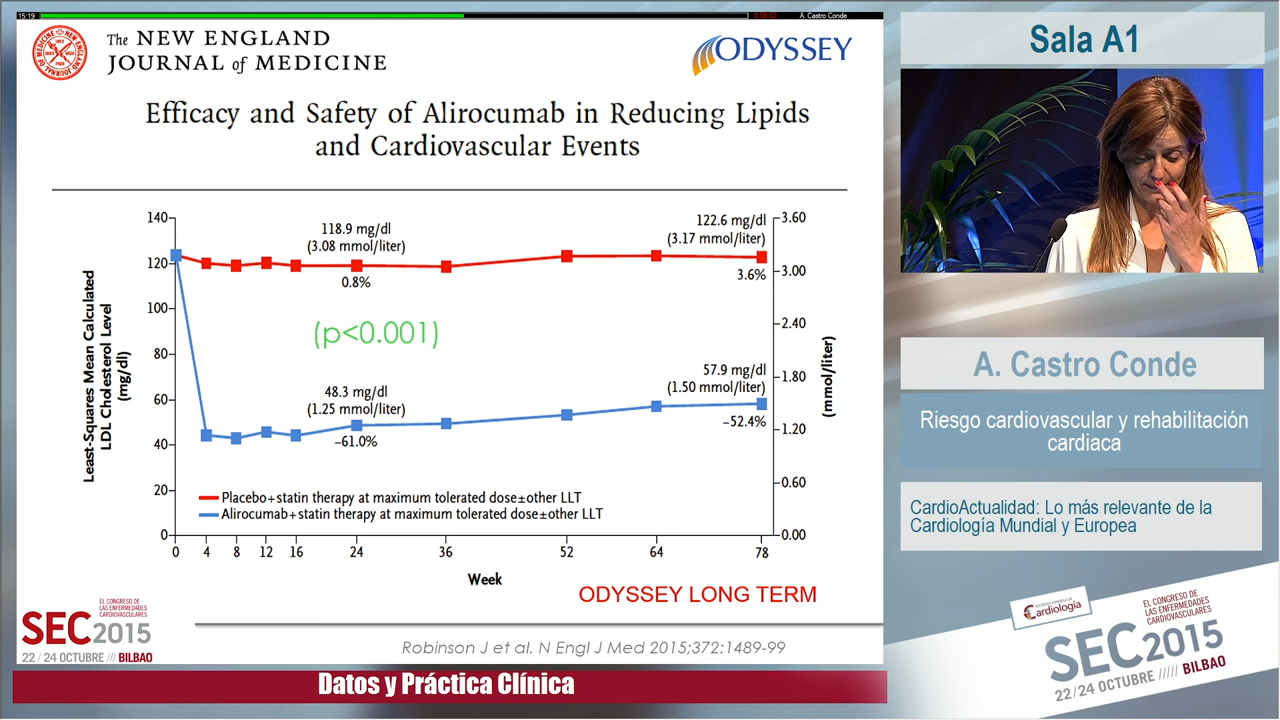 15:19
A. Castro Conde
The NEW ENGLAND
JOURNAL of MEDICINE
ODYSSEY
Efficacy and Safety of Alirocumab in Reducing Lipids
and Cardiovascular Events
Least-Squares Mean Calculated
LDL Cholesterol Level
(mg/dl)
140
120
100
80
60
40
20
0
3.60
3.00
2.40
1.80
1.20
0.60
0.00
(mmol/liter)
118.9 mg/dl
(3.08 mmol/liter)
0.8%
122.6 mg/dl
(3.17 mmol/liter)
3.6%
(p<0.001)
48.3 mg/dl
(1.25 mmol/liter)
−61.0%
57.9 mg/dl
(1.50 mmol/liter)
−52.4%
Placebo+statin therapy at maximum tolerated dose±other LLT
Alirocumab+statin therapy at maximum tolerated dose±other LLT
0 4 8 12 16 24 36 52 64 78
Week
ODYSSEY LONG TERM
EL CONGRESO DE
LAS ENFERMEDADES
CARDIOVASCULARES
SEC2015
22 / 24 OCTUBRE /// BILBAO
Robinson J et al. N Engl J Med 2015;372:1489-99
Datos y Práctica Clínica
Sala A1
A. Castro Conde
Riesgo cardiovascular y rehabilitación
cardiaca
CardioActualidad: Lo más relevante de la
Cardiología Mundial y Europea
SOCIEDAD ESPAÑOLA DE
Cardiología
EL CONGRESO DE
LAS ENFERMEDADES
CARDIOVASCULARES
SEC2015
22/24 OCTUBRE ///// BILBAO